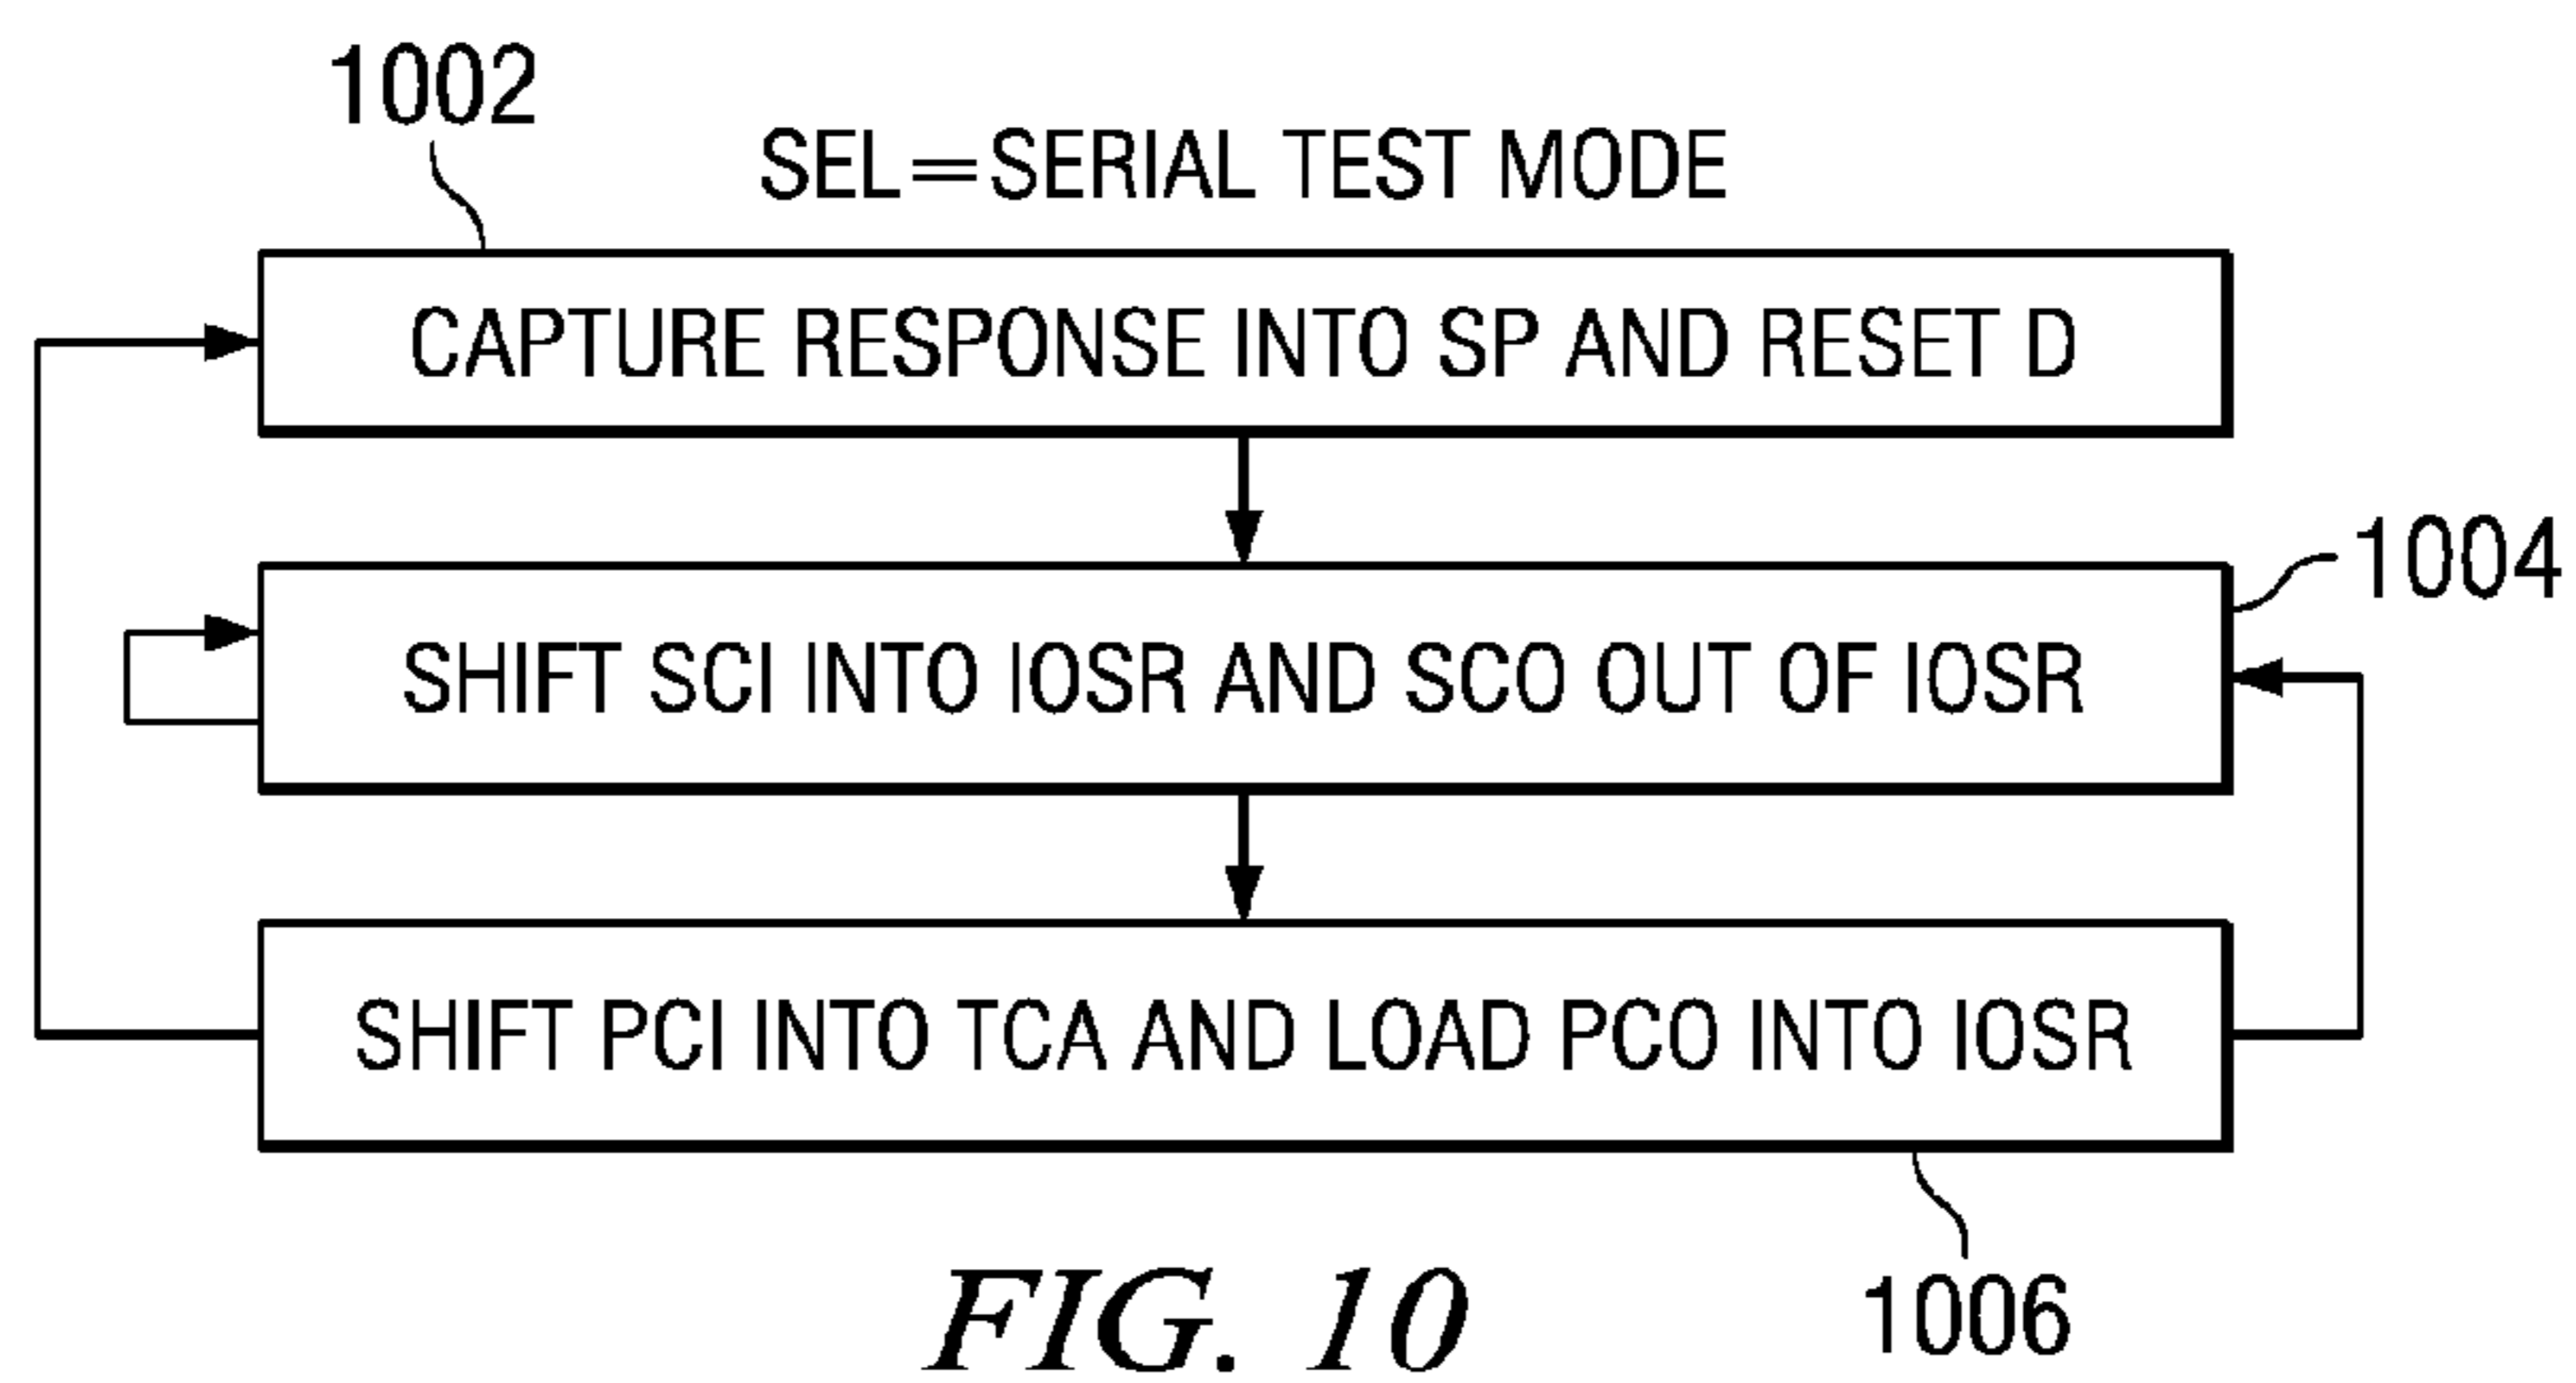 1002
SEL=SERIAL TEST MODE
CAPTURE RESPONSE INTO SP AND RESET D
1004
SHIFT SCI INTO IOSR AND SCO OUT OF IOSR
SHIFT PCI INTO TCA AND LOAD PCO INTO IOSR
1006
FIG. 10